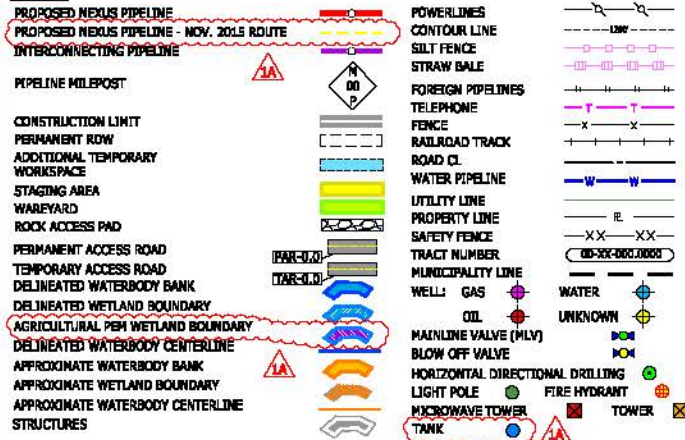 PROPOSED NEXUS PIPELINE
PROPOSED NEXUS PIPELINE - NOV. 2015 ROUTE
INTERCONNECTING PIPELINE
1A
PIPELINE MILEPOST
M
00
P
CONSTRUCTION LIMIT
PERMANENT ROW
ADDITIONAL TEMPORARY
WORKSPACE
STAGING AREA
WAREYARD
ROCK ACCESS PAD
PERMANENT ACCESS ROAD
PAR-0.0
TEMPORARY ACCESS ROAD
TAR-0.0
DELINEATED WATERBODY BANK
DELINEATED WETLAND BOUNDARY
AGRICULTURAL PEM WETLAND BOUNDARY
DELINEATED WATERBODY CENTERLINE
1A
APPROXIMATE WATERBODY BANK
APPROXIMATE WETLAND BOUNDARY
APPROXIMATE WATERBODY CENTERLINE
STRUCTURES
POWERLINES
CONTOUR LINE
SILT FENCE
STRAW BALE
FOREIGN PIPELINES
TELEPHONE T T
FENCE X X
RAILROAD TRACK
ROAD CL
WATER PIPELINE W W
UTILITY LINE
PROPERTY LINE
SAFETY FENCE XX XX
TRACT NUMBER 00-XX-000.0000
MUNICIPALITY LINE
WELL: GAS WATER
OIL UNKNOWN
MAINLINE VALVE (MLV)
BLOW OFF VALVE
HORIZONTAL DIRECTIONAL DRILLING
LIGHT POLE FIRE HYDRANT
MICROWAVE TOWER TOWER
TANK 1A